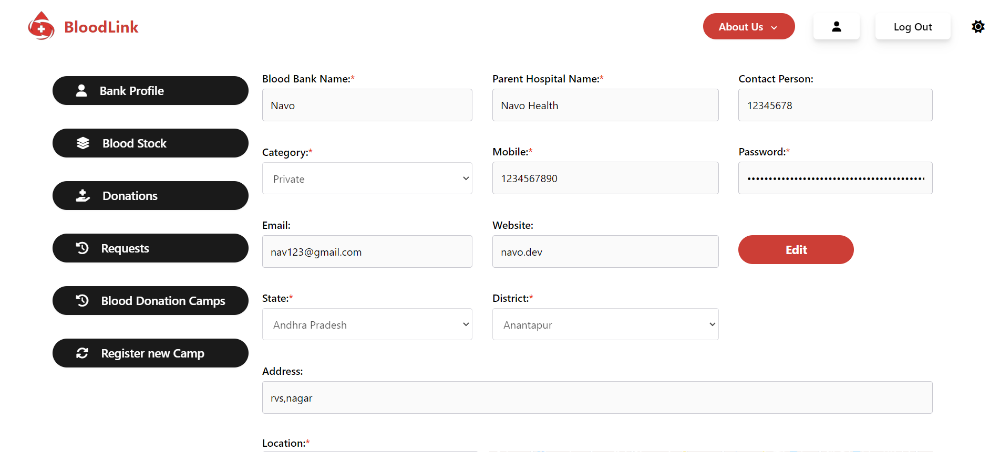 BloodLink
About Us
Log Out
Bank Profile
Blood Stock
Donations
Requests
Blood Donation Camps
Register new Camp
Blood Bank Name:*
Navo
Parent Hospital Name:*
Navo Health
Contact Person:
12345678
Category:*
Private
Mobile:*
1234567890
Password:*
Email:
nav123@gmail.com
Website:
navo.dev
Edit
State:*
Andhra Pradesh
District:*
Anantapur
Address:
rvs,nagar
Location:*